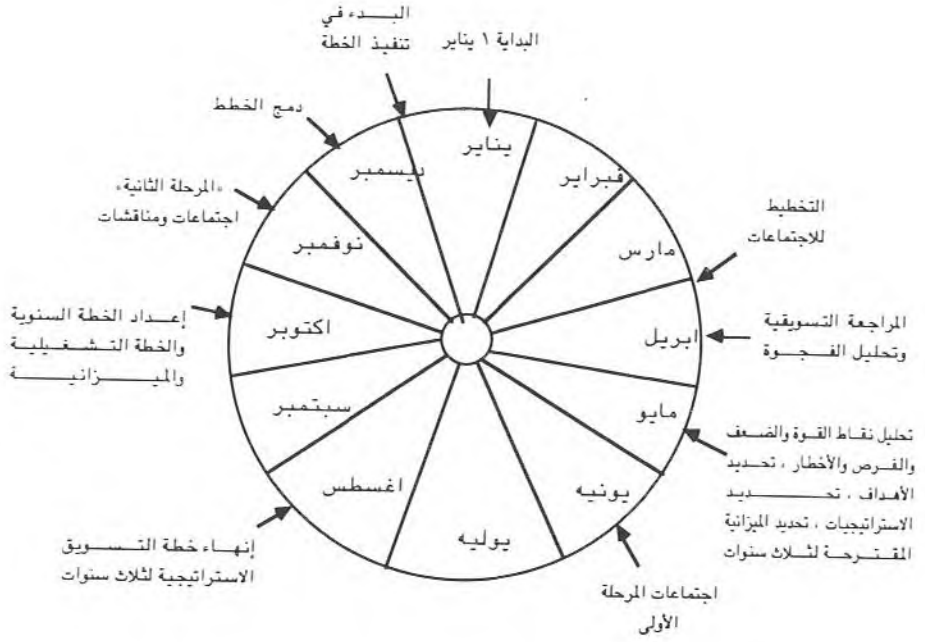 البدء في
تنفيذ الخطة
البداية ١ يناير
دمج الخطط
«المرحلة الثانية»
اجتماعات ومناقشات
إعداد الخطة السنوية
والخطة التشغيلية
والميزانية
إنهاء خطة التسويق
الاستراتيجية لثلاث سنوات
اجتماعات المرحلة
الأولى
تحليل نقاط القوة والضعف
والفرص والأخطار ، تحديد
الأهداف ، تحديد
الاستراتيجيات ، تحديد الميزانية
المقترحة لثلاث سنوات
المراجعة التسويقية
وتحليل الفجوة
التخطيط
للاجتماعات
يناير
فبراير
مارس
ابريل
مايو
يونيه
يوليه
اغسطس
سبتمبر
اكتوبر
نوفمبر
ديسمبر